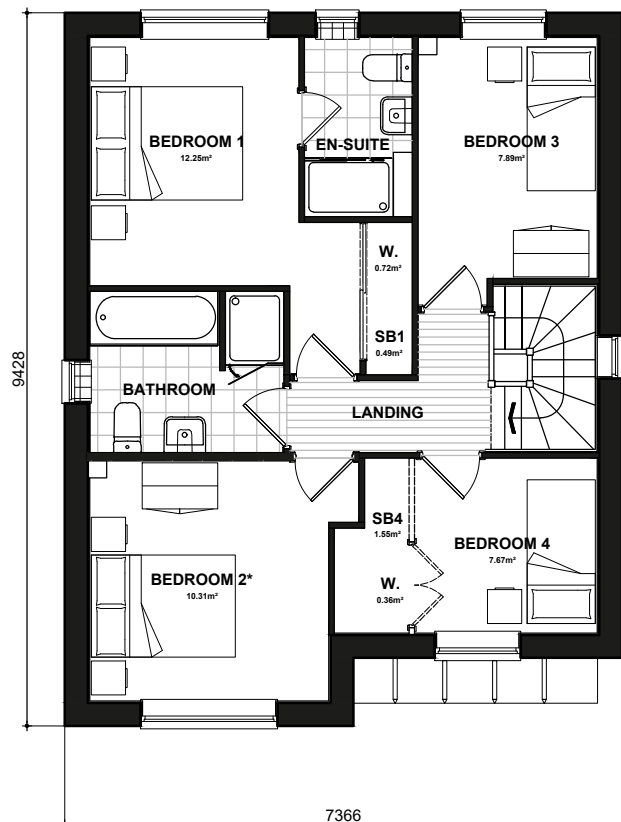 BEDROOM 1
12.25m²
EN-SUITE
BEDROOM 3
7.89m²
W.
0.72m²
SB1
0.49m²
9428
BATHROOM
LANDING
SB4
1.55m²
BEDROOM 4
7.67m²
BEDROOM 2*
10.31m²
W.
0.36m²
7366